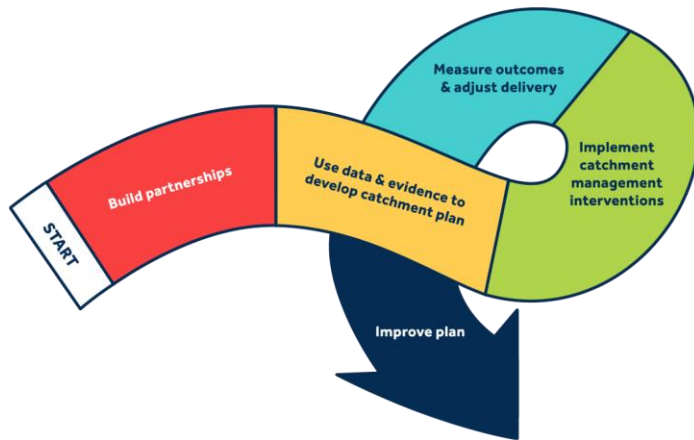 START
Build partnerships
Use data & evidence to
develop catchment plan
Implement
catchment
management
interventions
Measure outcomes
& adjust delivery
Improve plan